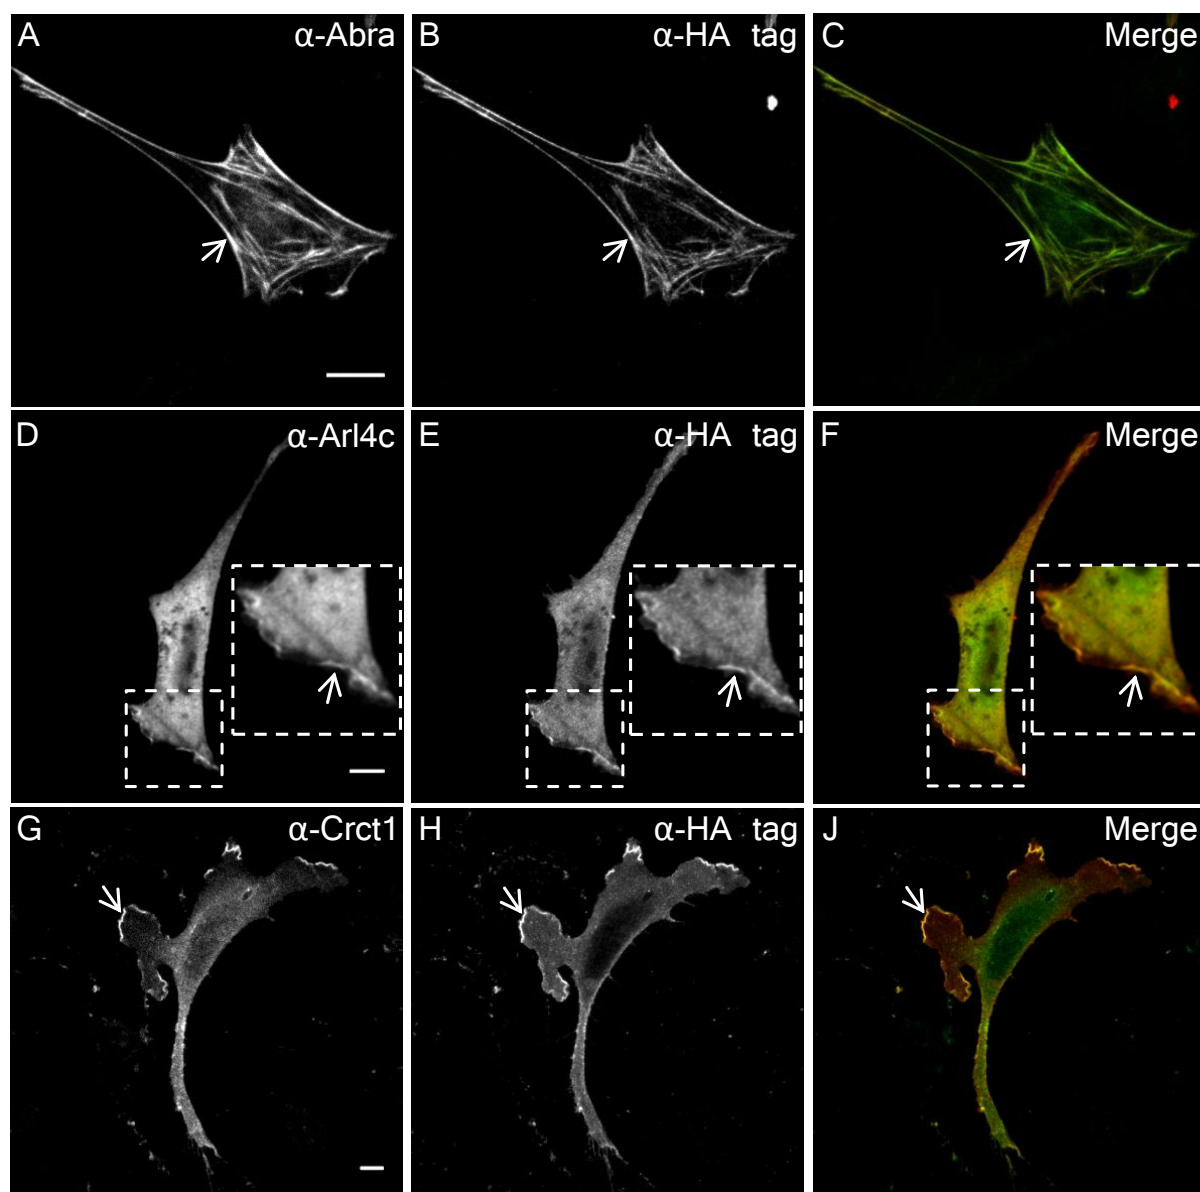 A α-Abra
B α-HA tag
C Merge
D α-Arl4c
E α-HA tag
F Merge
G α-Crct1
H α-HA tag
J Merge